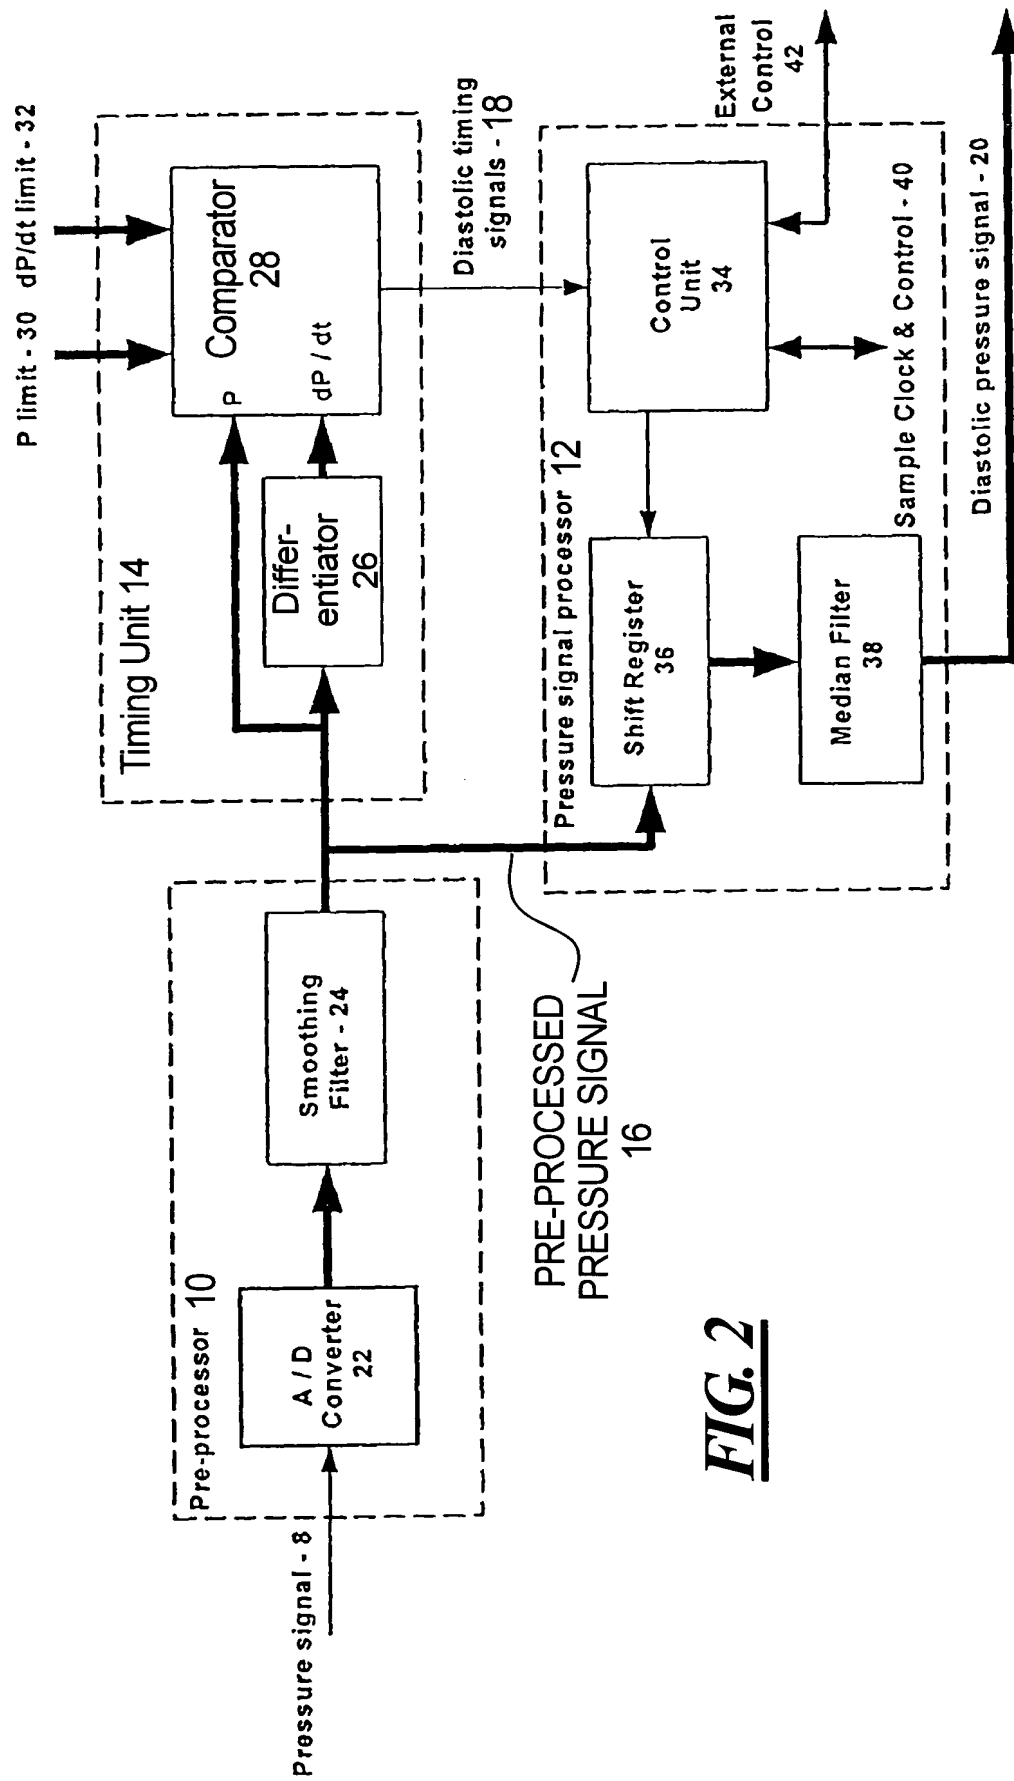 P limit - 30 dP/dt limit - 32
Timing Unit 14
P Comparator
28
dP / dt
Differ-
entiator
26
Diastolic timing
signals - 18
Pre-processor 10
Pressure signal - 8
A / D
Converter
22
Smoothing
Filter - 24
PRE-PROCESSED
PRESSURE SIGNAL
16
Pressure signal processor 12
Control
Unit
34
External
Control
42
Shift Register
36
Median Filter
38
Sample Clock & Control - 40
Diastolic pressure signal - 20
FIG. 2